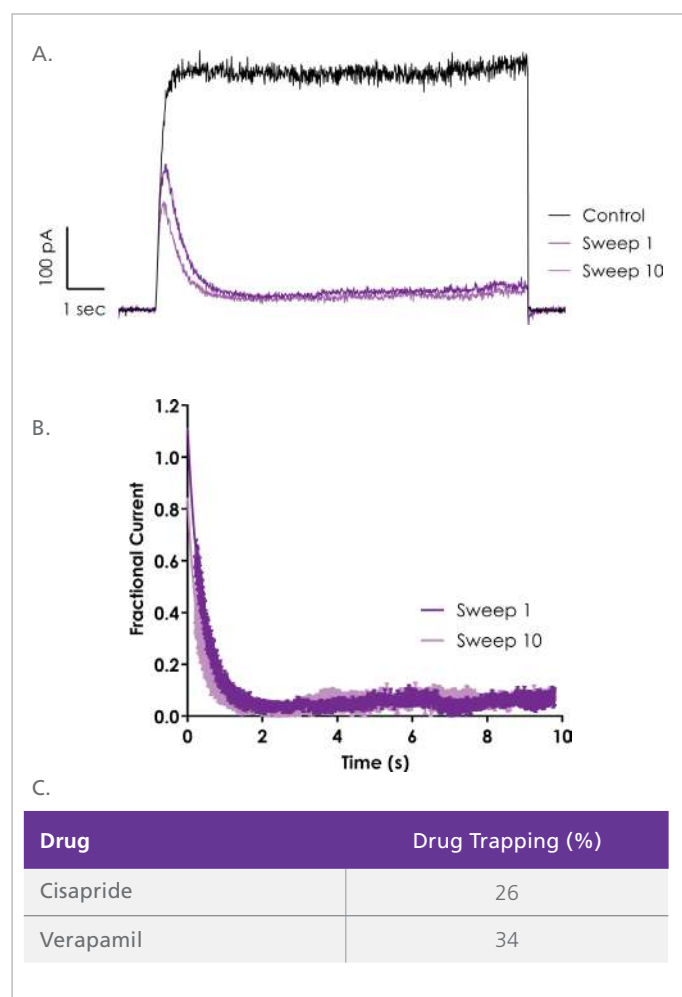 A.
Control
Sweep 1
Sweep 10
100 pA
1 sec
B.
1.2
1.0
0.8
0.6
0.4
0.2
0.0
Fractional Current
Sweep 1
Sweep 10
0 2 4 6 8 10
Time (s)
C.
Drug Drug Trapping (%)
Cisapride 26
Verapamil 34